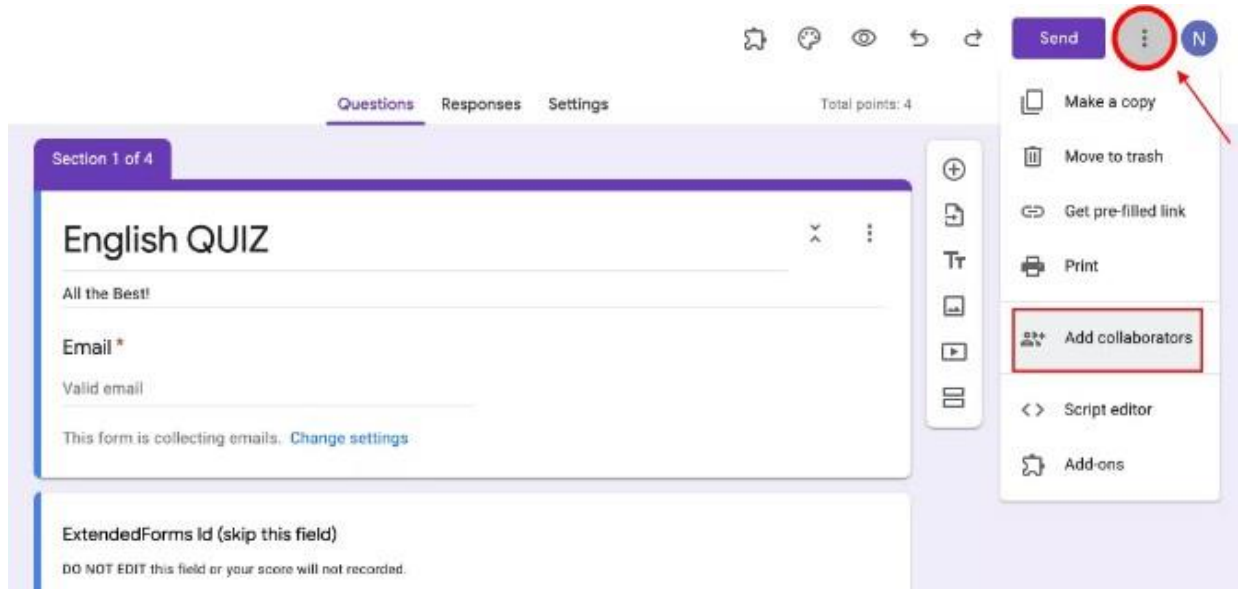 Send
N
Questions Responses Settings Total points: 4
Make a copy
Section 1 of 4
Move to trash
English QUIZ
Get pre-filled link
Tт
Print
All the Best!
Email *
Add collaborators
Valid email
Script editor
This form is collecting emails. Change settings
Add-ons
ExtendedForms Id (skip this field)
DO NOT EDIT this field or your score will not recorded.